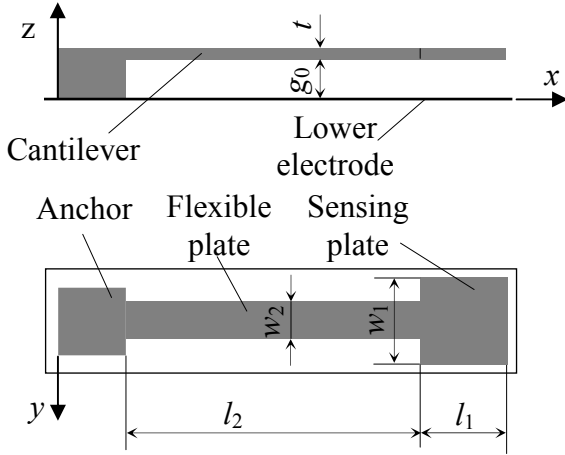 z
t
g0
x
Cantilever
Lower
electrode
Anchor
Flexible
plate
Sensing
plate
w2
w1
y
l2
l1